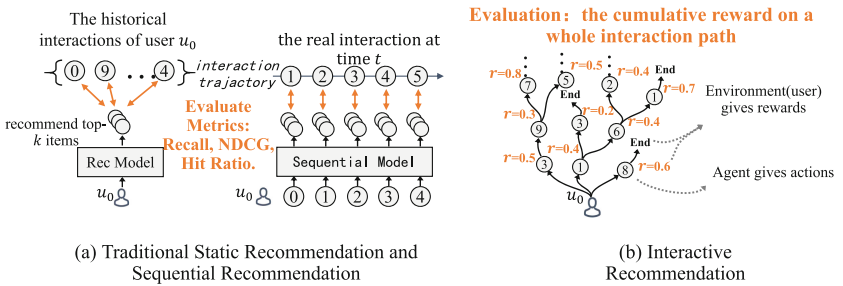 The historical
interactions of user u₀
{ 0 9 ... 4 }
recommend top-
k items
Rec Model
u₀
interaction
trajectory
the real interaction at
time t
1 2 3 4 5
Evaluate
Metrics:
Recall, NDCG,
Hit Ratio.
Sequential Model
u₀ 0 1 2 3 4
(a) Traditional Static Recommendation and
Sequential Recommendation
Evaluation: the cumulative reward on a
whole interaction path
r=0.8 7
r=0.5 5
r=0.4 2
End
r=0.7 1
r=0.3 9
End
r=0.2 3
r=0.4 6
r=0.5 3
r=0.4 1
End
r=0.6 8
u₀
Environment(user)
gives rewards
Agent gives actions
(b) Interactive
Recommendation